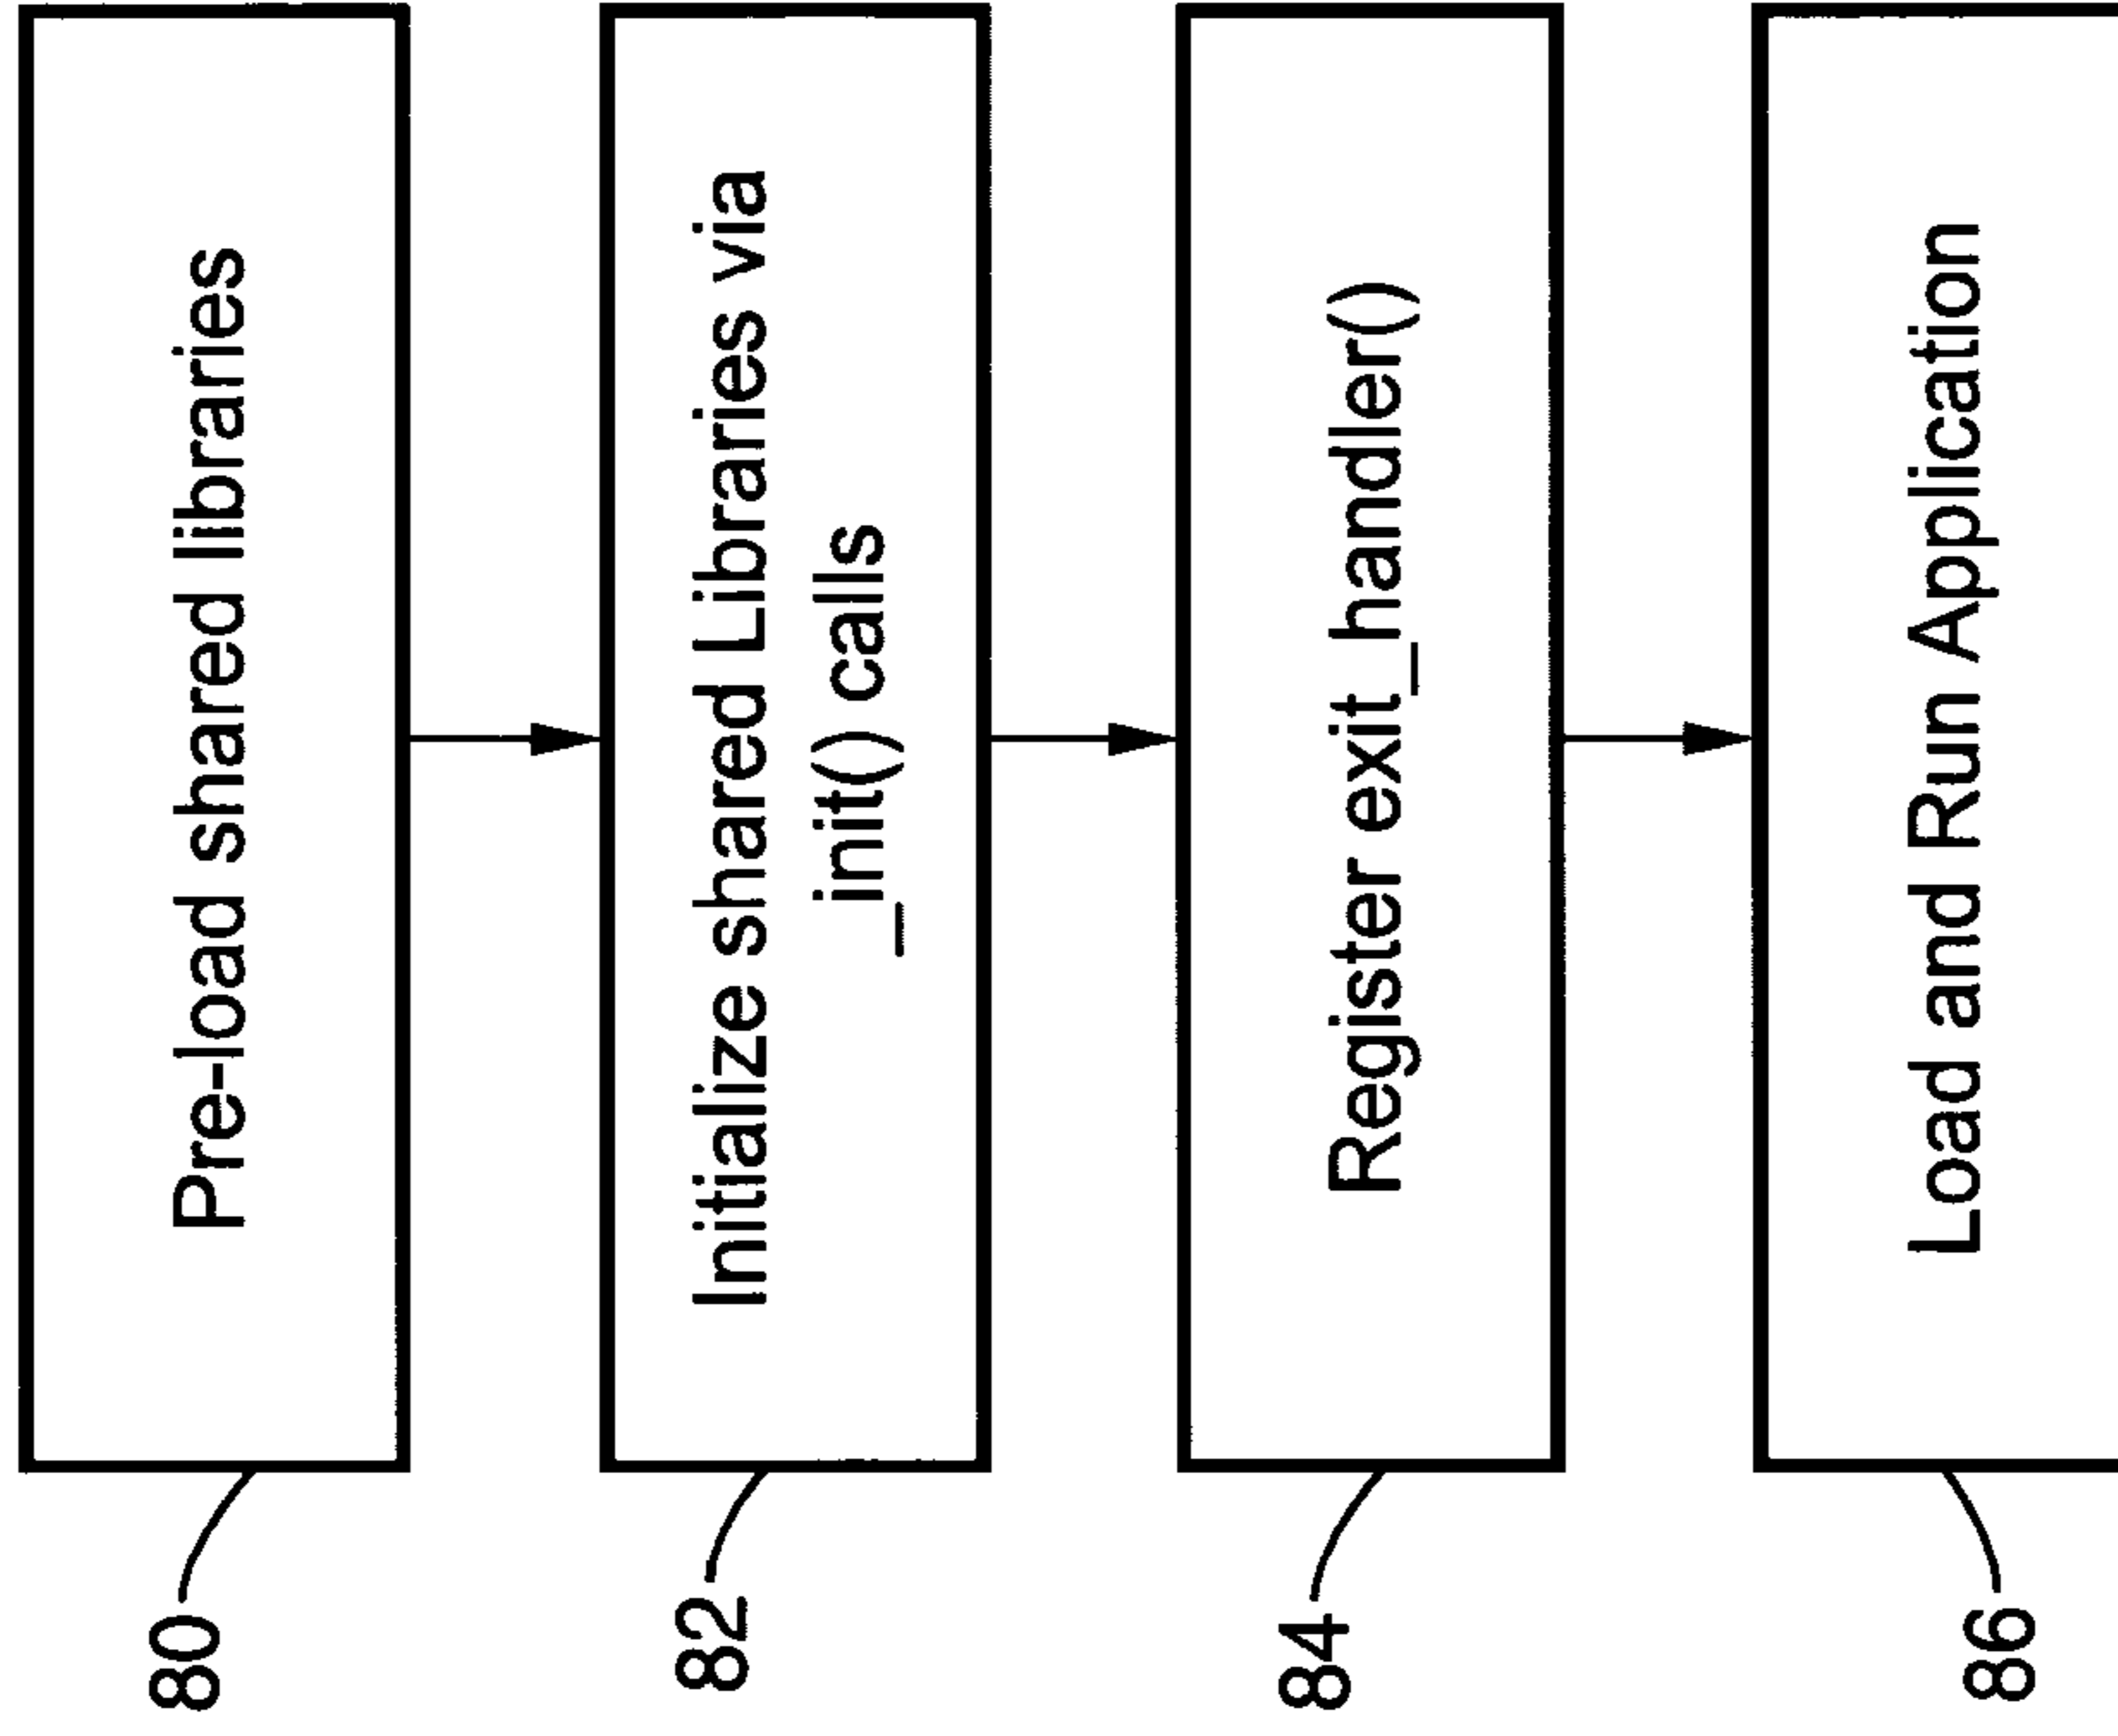 80
Pre-load shared libraries
82
Initialize shared Libraries via
_init() calls
84
Register exit_handler()
86
Load and Run Application